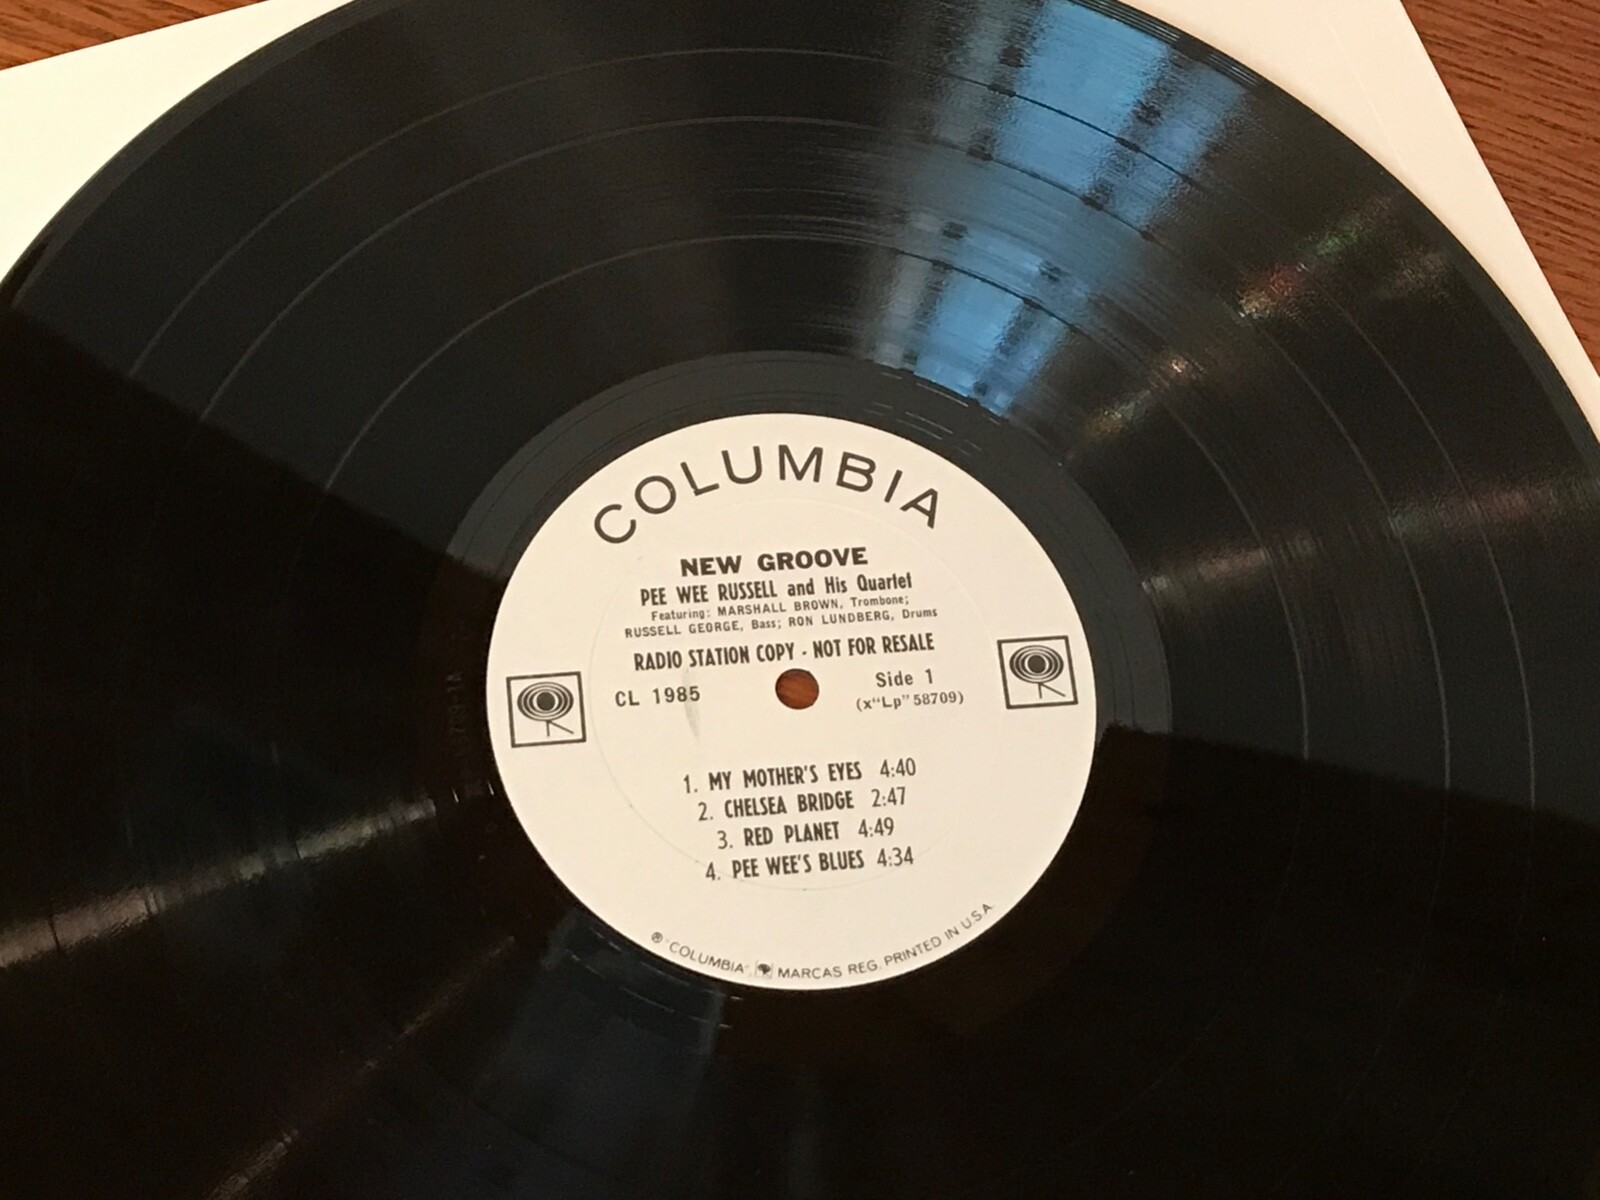 COLUMBIA
NEW GROOVE
PEE WEE RUSSELL and His Quartet
Featuring: MARSHALL BROWN, Trombone;
RUSSELL GEORGE, Bass; RON LUNDBERG, Drums
RADIO STATION COPY - NOT FOR RESALE
CL 1985
Side 1
(x"Lp" 58709)
1. MY MOTHER'S EYES 4:40
2. CHELSEA BRIDGE 2:47
3. RED PLANET 4:49
4. PEE WEE'S BLUES 4:34
® "COLUMBIA", MARCAS REG. PRINTED IN U.S.A.